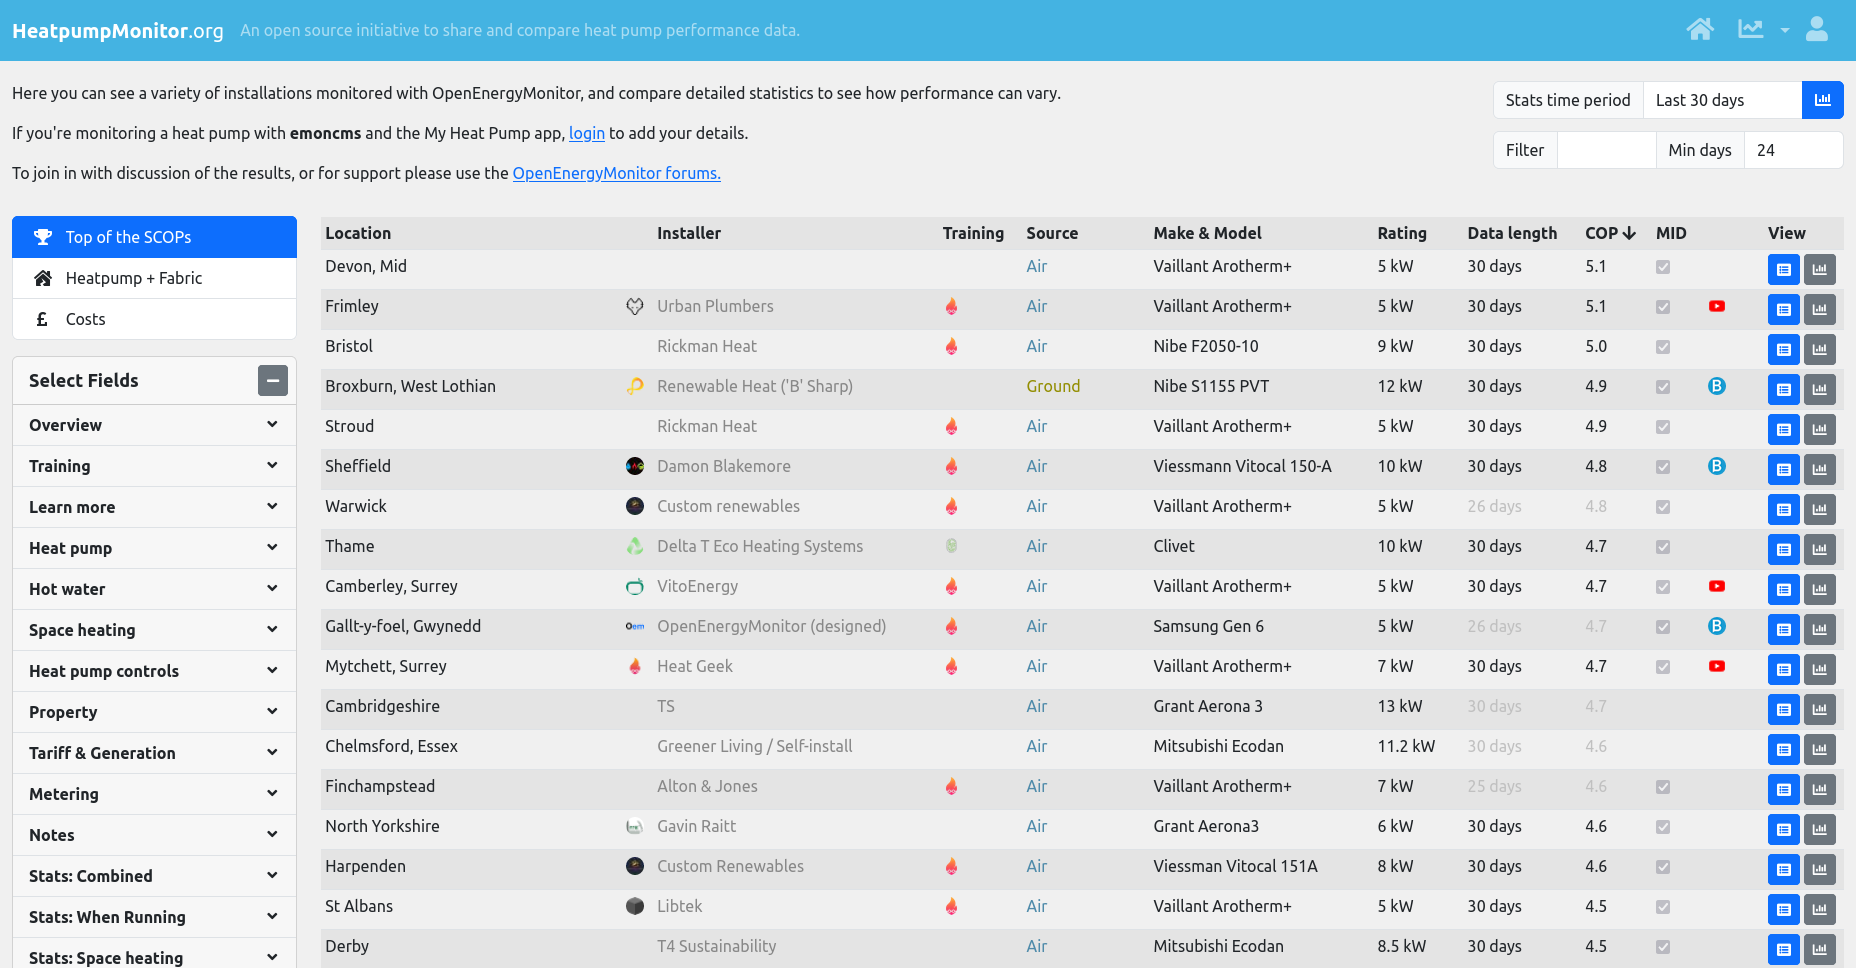 HeatpumpMonitor.org An open source initiative to share and compare heat pump performance data.
Here you can see a variety of installations monitored with OpenEnergyMonitor, and compare detailed statistics to see how performance can vary.
If you're monitoring a heat pump with emoncms and the My Heat Pump app, login to add your details.
To join in with discussion of the results, or for support please use the OpenEnergyMonitor forums.
Stats time period Last 30 days
Filter Min days 24
Top of the SCOPs
Heatpump + Fabric
£ Costs
Select Fields
Overview
Training
Learn more
Heat pump
Hot water
Space heating
Heat pump controls
Property
Tariff & Generation
Metering
Notes
Stats: Combined
Stats: When Running
Stats: Space heating
Location Installer Training Source Make & Model Rating Data length COP MID View
Devon, Mid Air Vaillant Arotherm+ 5 kW 30 days 5.1
Frimley Urban Plumbers Air Vaillant Arotherm+ 5 kW 30 days 5.1
Bristol Rickman Heat Air Nibe F2050-10 9 kW 30 days 5.0
Broxburn, West Lothian Renewable Heat ('B' Sharp) Ground Nibe S1155 PVT 12 kW 30 days 4.9 B
Stroud Rickman Heat Air Vaillant Arotherm+ 5 kW 30 days 4.9
Sheffield Damon Blakemore Air Viessmann Vitocal 150-A 10 kW 30 days 4.8 B
Warwick Custom renewables Air Vaillant Arotherm+ 5 kW 26 days 4.8
Thame Delta T Eco Heating Systems Air Clivet 10 kW 30 days 4.7
Camberley, Surrey VitoEnergy Air Vaillant Arotherm+ 5 kW 30 days 4.7
Gallt-y-foel, Gwynedd Oem OpenEnergyMonitor (designed) Air Samsung Gen 6 5 kW 26 days 4.7 B
Mytchett, Surrey Heat Geek Air Vaillant Arotherm+ 7 kW 30 days 4.7
Cambridgeshire TS Air Grant Aerona 3 13 kW 30 days 4.7
Chelmsford, Essex Greener Living / Self-install Air Mitsubishi Ecodan 11.2 kW 30 days 4.6
Finchampstead Alton & Jones Air Vaillant Arotherm+ 7 kW 25 days 4.6
North Yorkshire Gavin Raitt Air Grant Aerona3 6 kW 30 days 4.6
Harpenden Custom Renewables Air Viessman Vitocal 151A 8 kW 30 days 4.6
St Albans Libtek Air Vaillant Arotherm+ 5 kW 30 days 4.5
Derby T4 Sustainability Air Mitsubishi Ecodan 8.5 kW 30 days 4.5